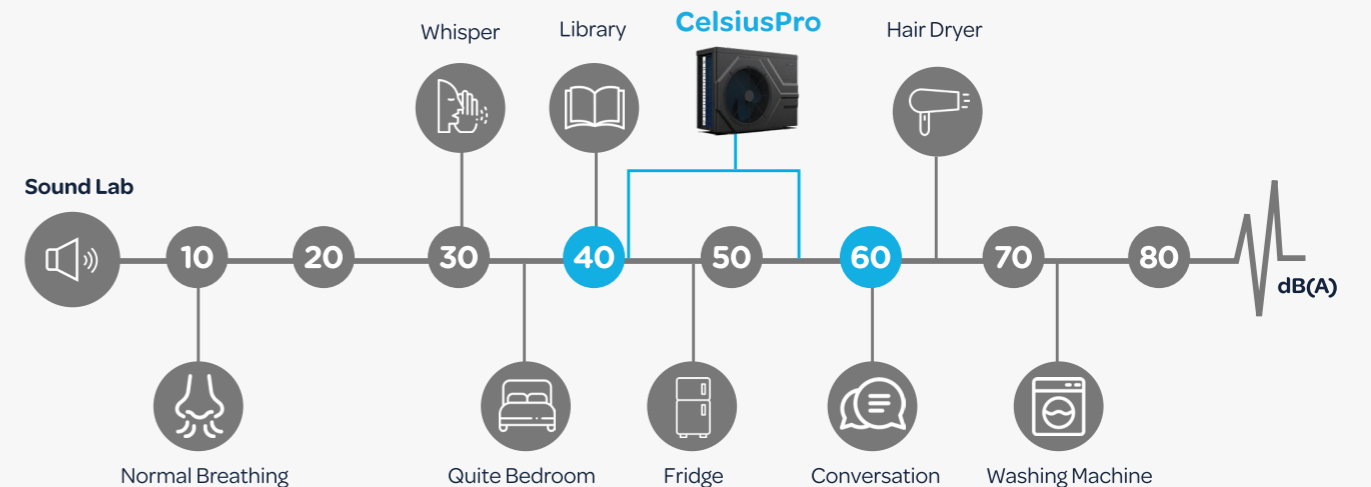 CelsiusPro
Whisper
Library
Hair Dryer
Sound Lab
10
20
30
40
50
60
70
80
dB(A)
Normal Breathing
Quite Bedroom
Fridge
Conversation
Washing Machine